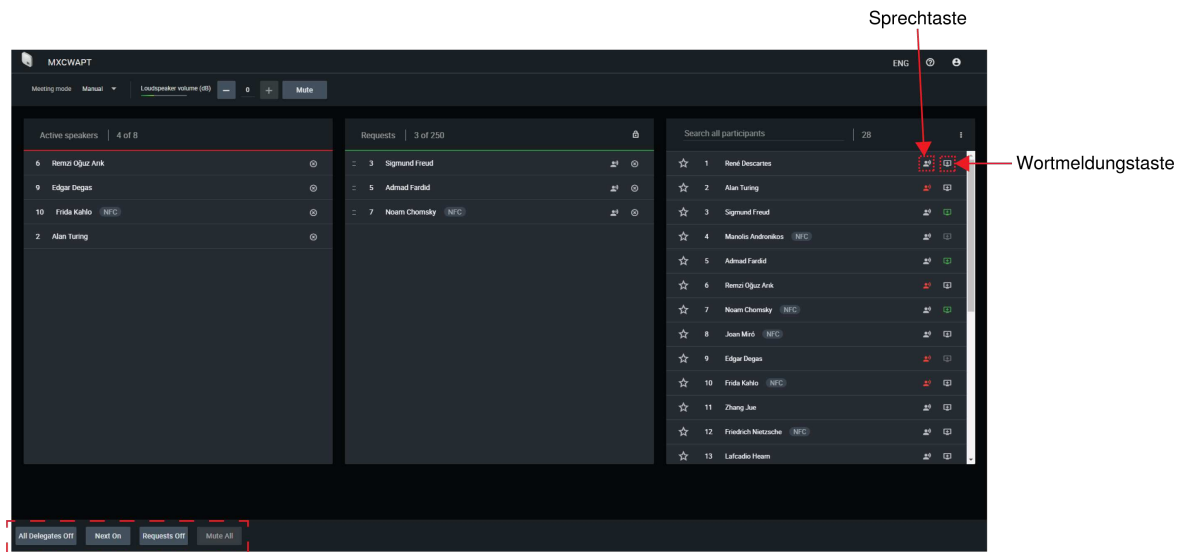 Sprechtaste
MXCWAPT
ENG
Meeting mode Manual Loudspeaker volume (dB) 0 Mute
Wortmeldungstaste
Active speakers 4 of 8
6 Remzi Oğuz Arık
9 Edgar Degas
10 Frida Kahlo NFC
2 Alan Turing
Requests 3 of 250
3 Sigmund Freud
5 Admad Fardid
7 Noam Chomsky NFC
Search all participants 28
1 René Descartes
2 Alan Turing
3 Sigmund Freud
4 Manolis Andronikos NFC
5 Admad Fardid
6 Remzi Oğuz Arık
7 Noam Chomsky NFC
8 Joan Miró NFC
9 Edgar Degas
10 Frida Kahlo NFC
11 Zhang Jue
12 Friedrich Nietzsche NFC
13 Lafcadio Hearn
All Delegates Off Next On Requests Off Mute All